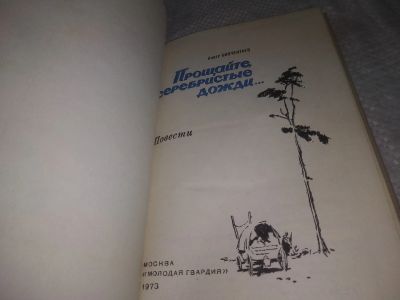 Прощайте,
серебристые
дожди...
Повести
МОСКВА
«МОЛОДАЯ ГВАРДИЯ»
1973